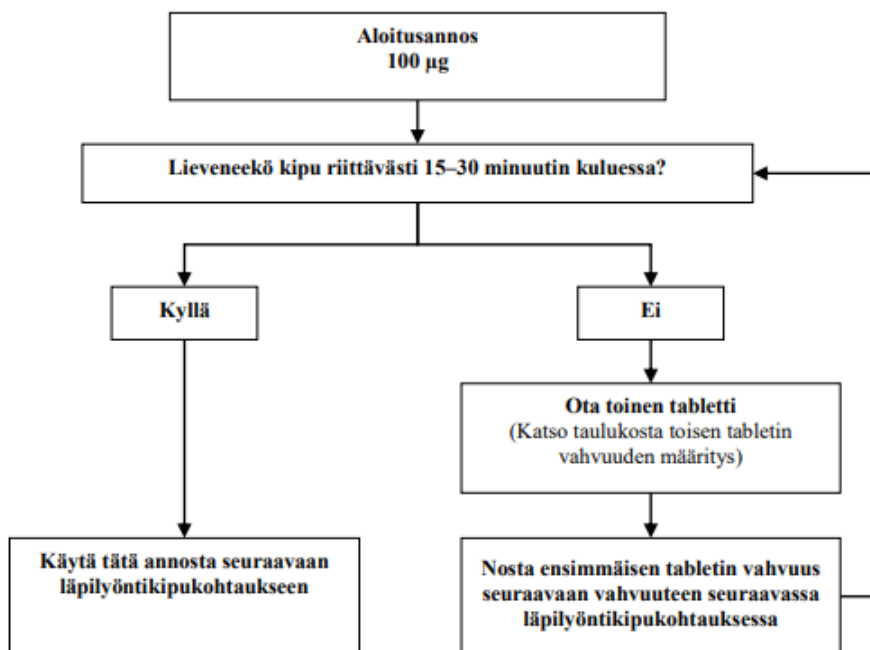 Aloitusannos
100 µg
Lieveneekö kipu riittävästi 15–30 minuutin kuluessa?
Kyllä
Ei
Ota toinen tabletti
(Katso taulukosta toisen tabletin
vahvuuden määritys)
Käytä tätä annosta seuraavaan
läpilyöntikipukohtaukseen
Nosta ensimmäisen tabletin vahvuus
seuraavaan vahvuuteen seuraavassa
läpilyöntikipukohtauksessa